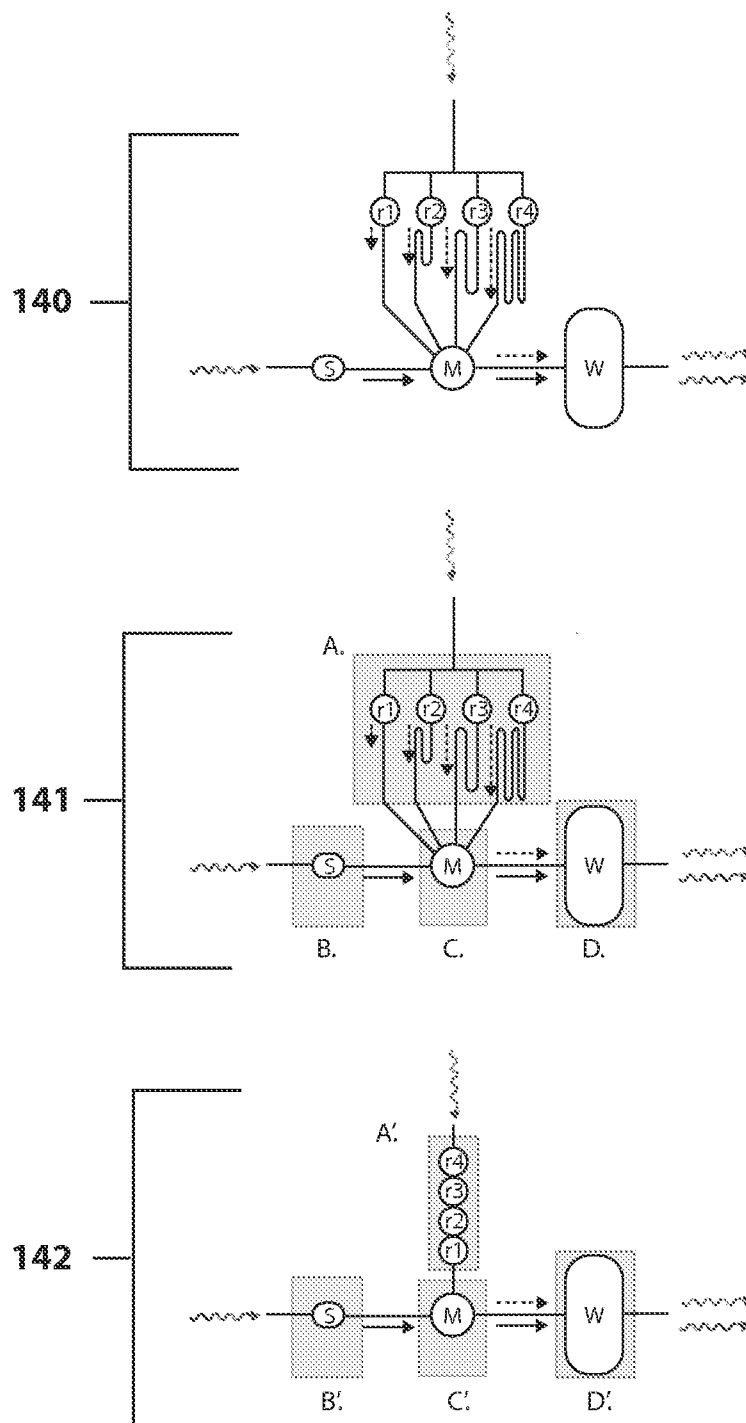 r1 r2 r3 r4
140
S M W
A.
r1 r2 r3 r4
141
S M W
B. C. D.
A'.
r4
r3
r2
r1
142
S M W
B'. C'. D'.